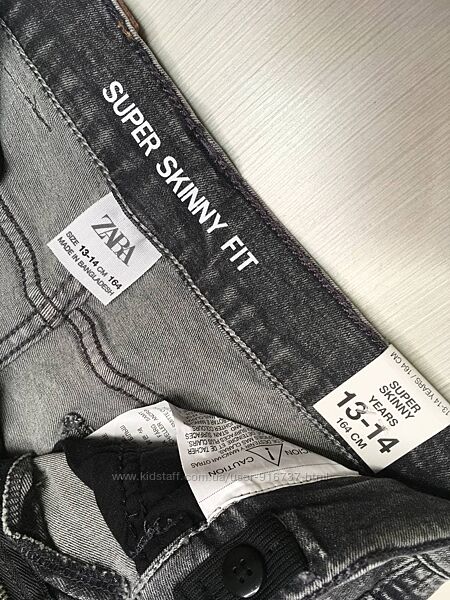 SUPER SKINNY FIT
ZARA
SIZE 13-14 CM 164
MADE IN BANGLADESH
SUPER
SKINNY
YEARS
13-14
164 CM
13-14 YEARS / 164 CM
CAUTION
www.kidstaff.com.ua/user-916737.html